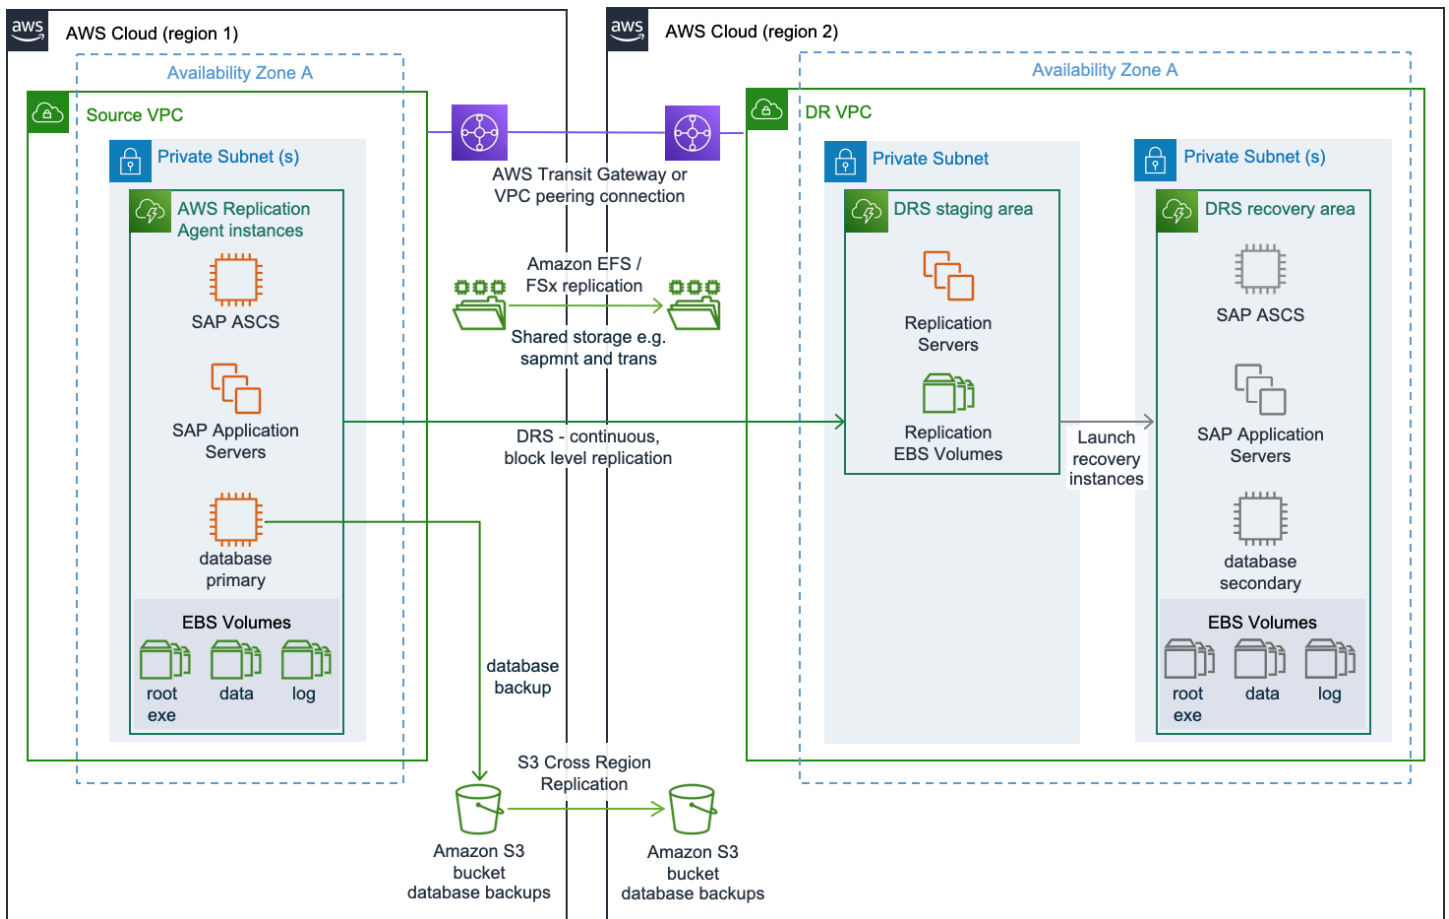 aws
AWS Cloud (region 1)
Availability Zone A
Source VPC
Private Subnet (s)
AWS Replication
Agent instances
SAP ASCS
SAP Application
Servers
database
primary
EBS Volumes
root
exe
data
log
AWS Transit Gateway or
VPC peering connection
Amazon EFS /
FSx replication
Shared storage e.g.
sapmnt and trans
DRS - continuous,
block level replication
database
backup
S3 Cross Region
Replication
Amazon S3
bucket
database backups
Amazon S3
bucket
database backups
aws
AWS Cloud (region 2)
Availability Zone A
DR VPC
Private Subnet
DRS staging area
Replication
Servers
Replication
EBS Volumes
Launch
recovery
instances
Private Subnet (s)
DRS recovery area
SAP ASCS
SAP Application
Servers
database
secondary
EBS Volumes
root
exe
data
log